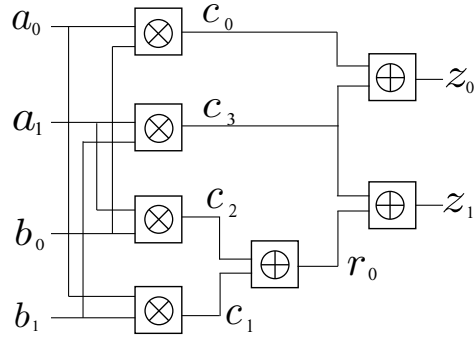 a₀
c₀
z₀
a₁
c₃
c₂
z₁
b₀
r₀
b₁
c₁